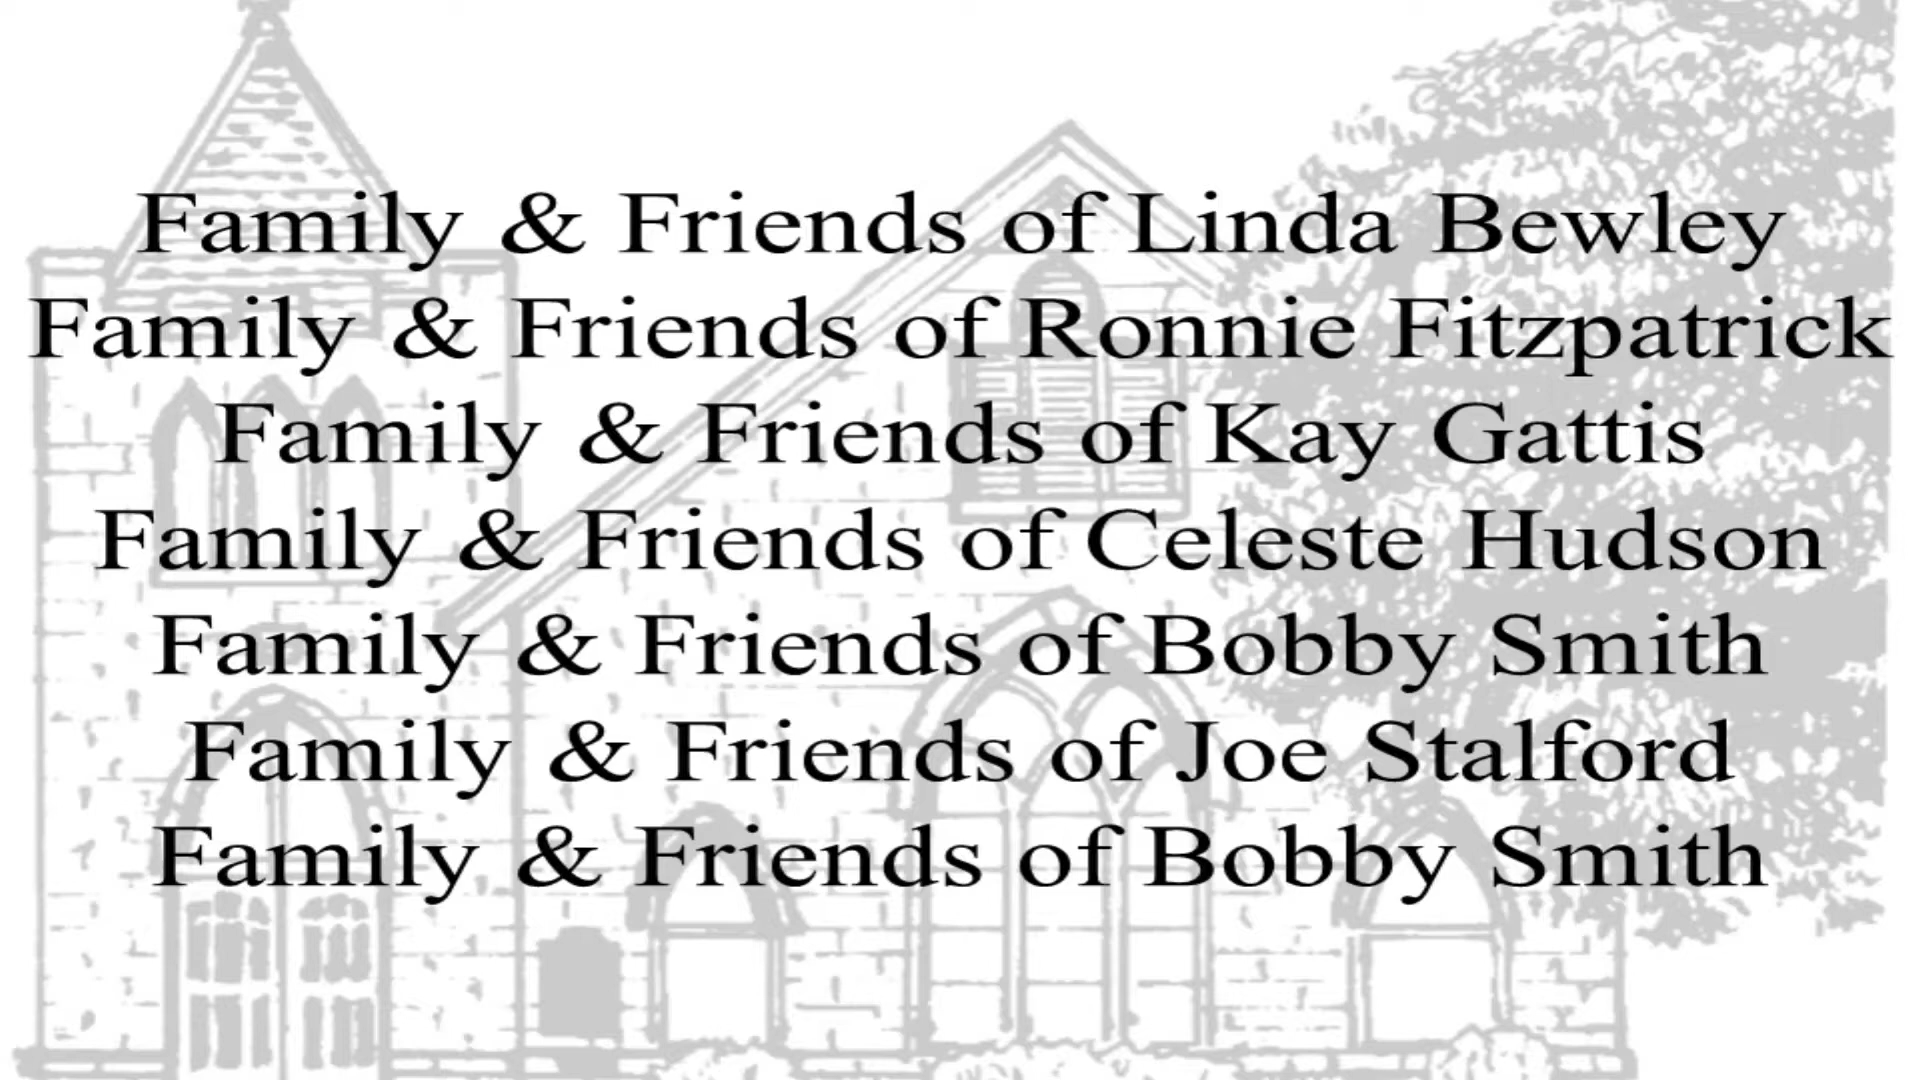 Family & Friends of Linda Bewley
Family & Friends of Ronnie Fitzpatrick
Family & Friends of Kay Gattis
Family & Friends of Celeste Hudson
Family & Friends of Bobby Smith
Family & Friends of Joe Stalford
Family & Friends of Bobby Smith